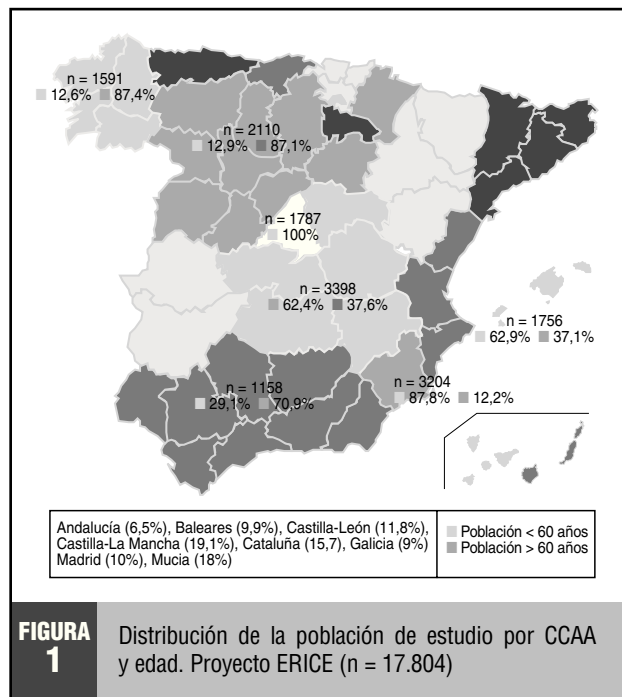 n = 1591
12,6% 87,4%
n = 2110
12,9% 87,1%
n = 1787
100%
n = 3398
62,4% 37,6%
n = 1756
62,9% 37,1%
n = 3204
87,8% 12,2%
n = 1158
29,1% 70,9%
Andalucía (6,5%), Baleares (9,9%), Castilla-León (11,8%),
Castilla-La Mancha (19,1%), Cataluña (15,7), Galicia (9%)
Madrid (10%), Mucia (18%)
Población < 60 años
Población > 60 años
FIGURA
1
Distribución de la población de estudio por CCAA
y edad. Proyecto ERICE (n = 17.804)